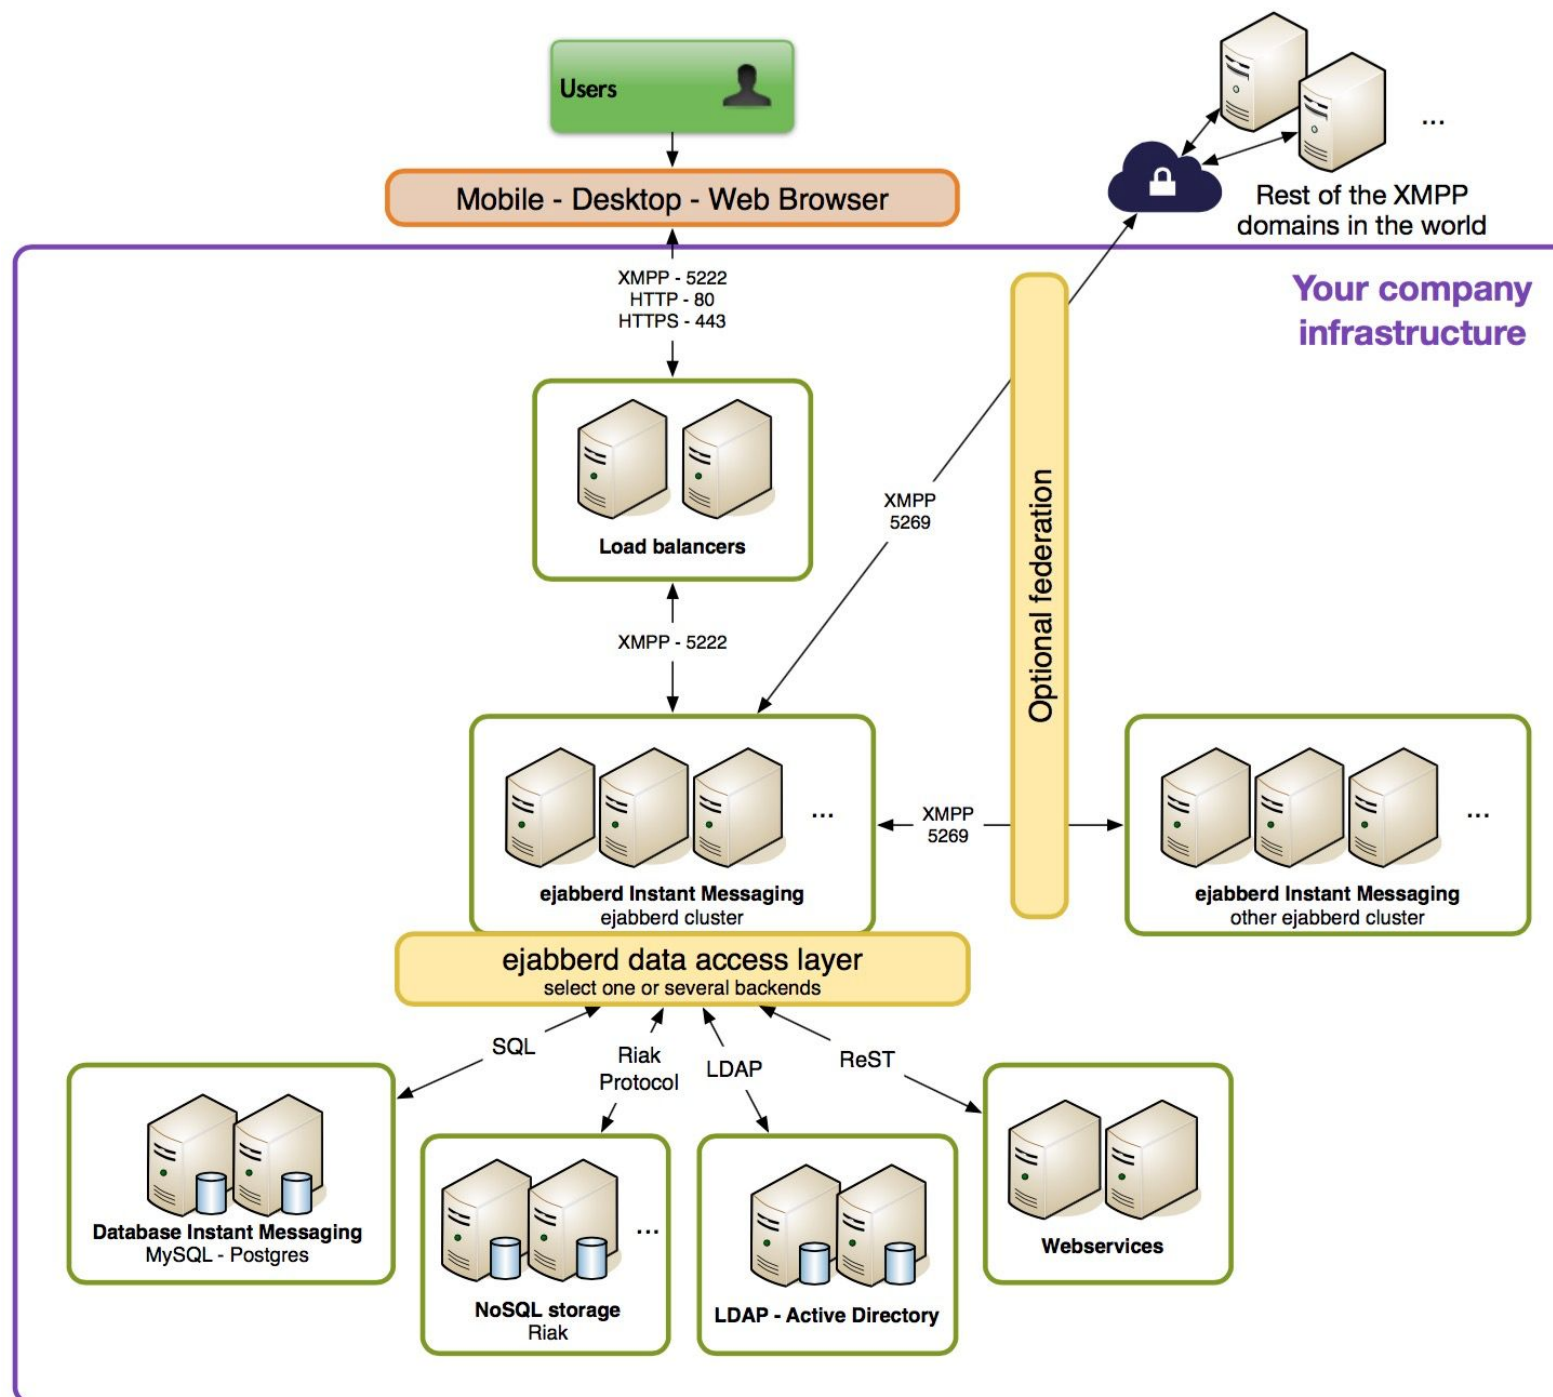 Users
Mobile - Desktop - Web Browser
...
Rest of the XMPP
domains in the world
Your company
infrastructure
XMPP - 5222
HTTP - 80
HTTPS - 443
Load balancers
XMPP
5269
Optional federation
XMPP - 5222
...
ejabberd Instant Messaging
ejabberd cluster
XMPP
5269
...
ejabberd Instant Messaging
other ejabberd cluster
ejabberd data access layer
select one or several backends
SQL
Riak
Protocol
LDAP
ReST
Database Instant Messaging
MySQL - Postgres
...
NoSQL storage
Riak
LDAP - Active Directory
Webservices